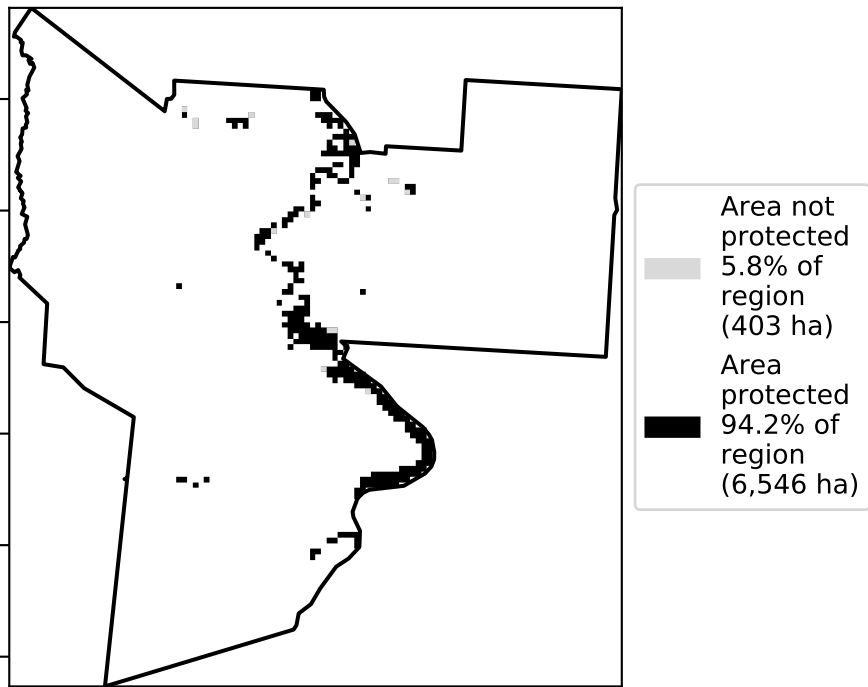 Area not
protected
5.8% of
region
(403 ha)
Area
protected
94.2% of
region
(6,546 ha)